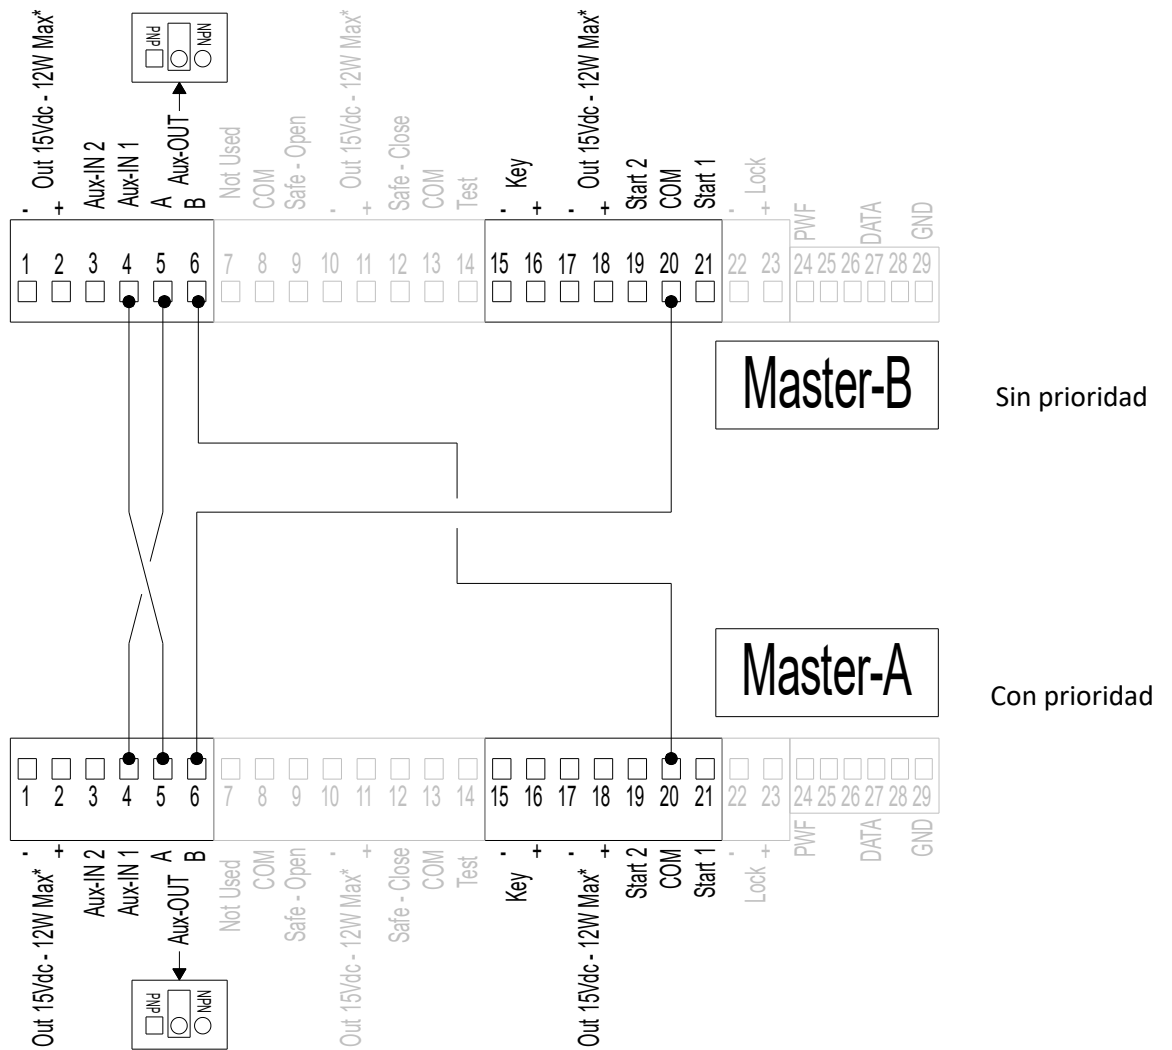 - Out 15Vdc - 12W Max*
+
Aux-IN 2
Aux-IN 1
A Aux-OUT
B
PNP
NPN
Not Used
COM
Safe - Open
- Out 15Vdc - 12W Max*
+
Safe - Close
COM
Test
- Key
+
- Out 15Vdc - 12W Max*
+
Start 2
COM
Start 1
- Lock
+
PWF
DATA
GND
1 2 3 4 5 6 7 8 9 10 11 12 13 14 15 16 17 18 19 20 21 22 23 24 25 26 27 28 29
Master-B
Sin prioridad
Master-A
Con prioridad
1 2 3 4 5 6 7 8 9 10 11 12 13 14 15 16 17 18 19 20 21 22 23 24 25 26 27 28 29
Out 15Vdc - 12W Max* -
+
Aux-IN 2
Aux-IN 1
Aux-OUT A
B
PNP
NPN
Not Used
COM
Safe - Open
Out 15Vdc - 12W Max* -
+
Safe - Close
COM
Test
Key -
+
Out 15Vdc - 12W Max* -
+
Start 2
COM
Start 1
Lock -
+
PWF
DATA
GND